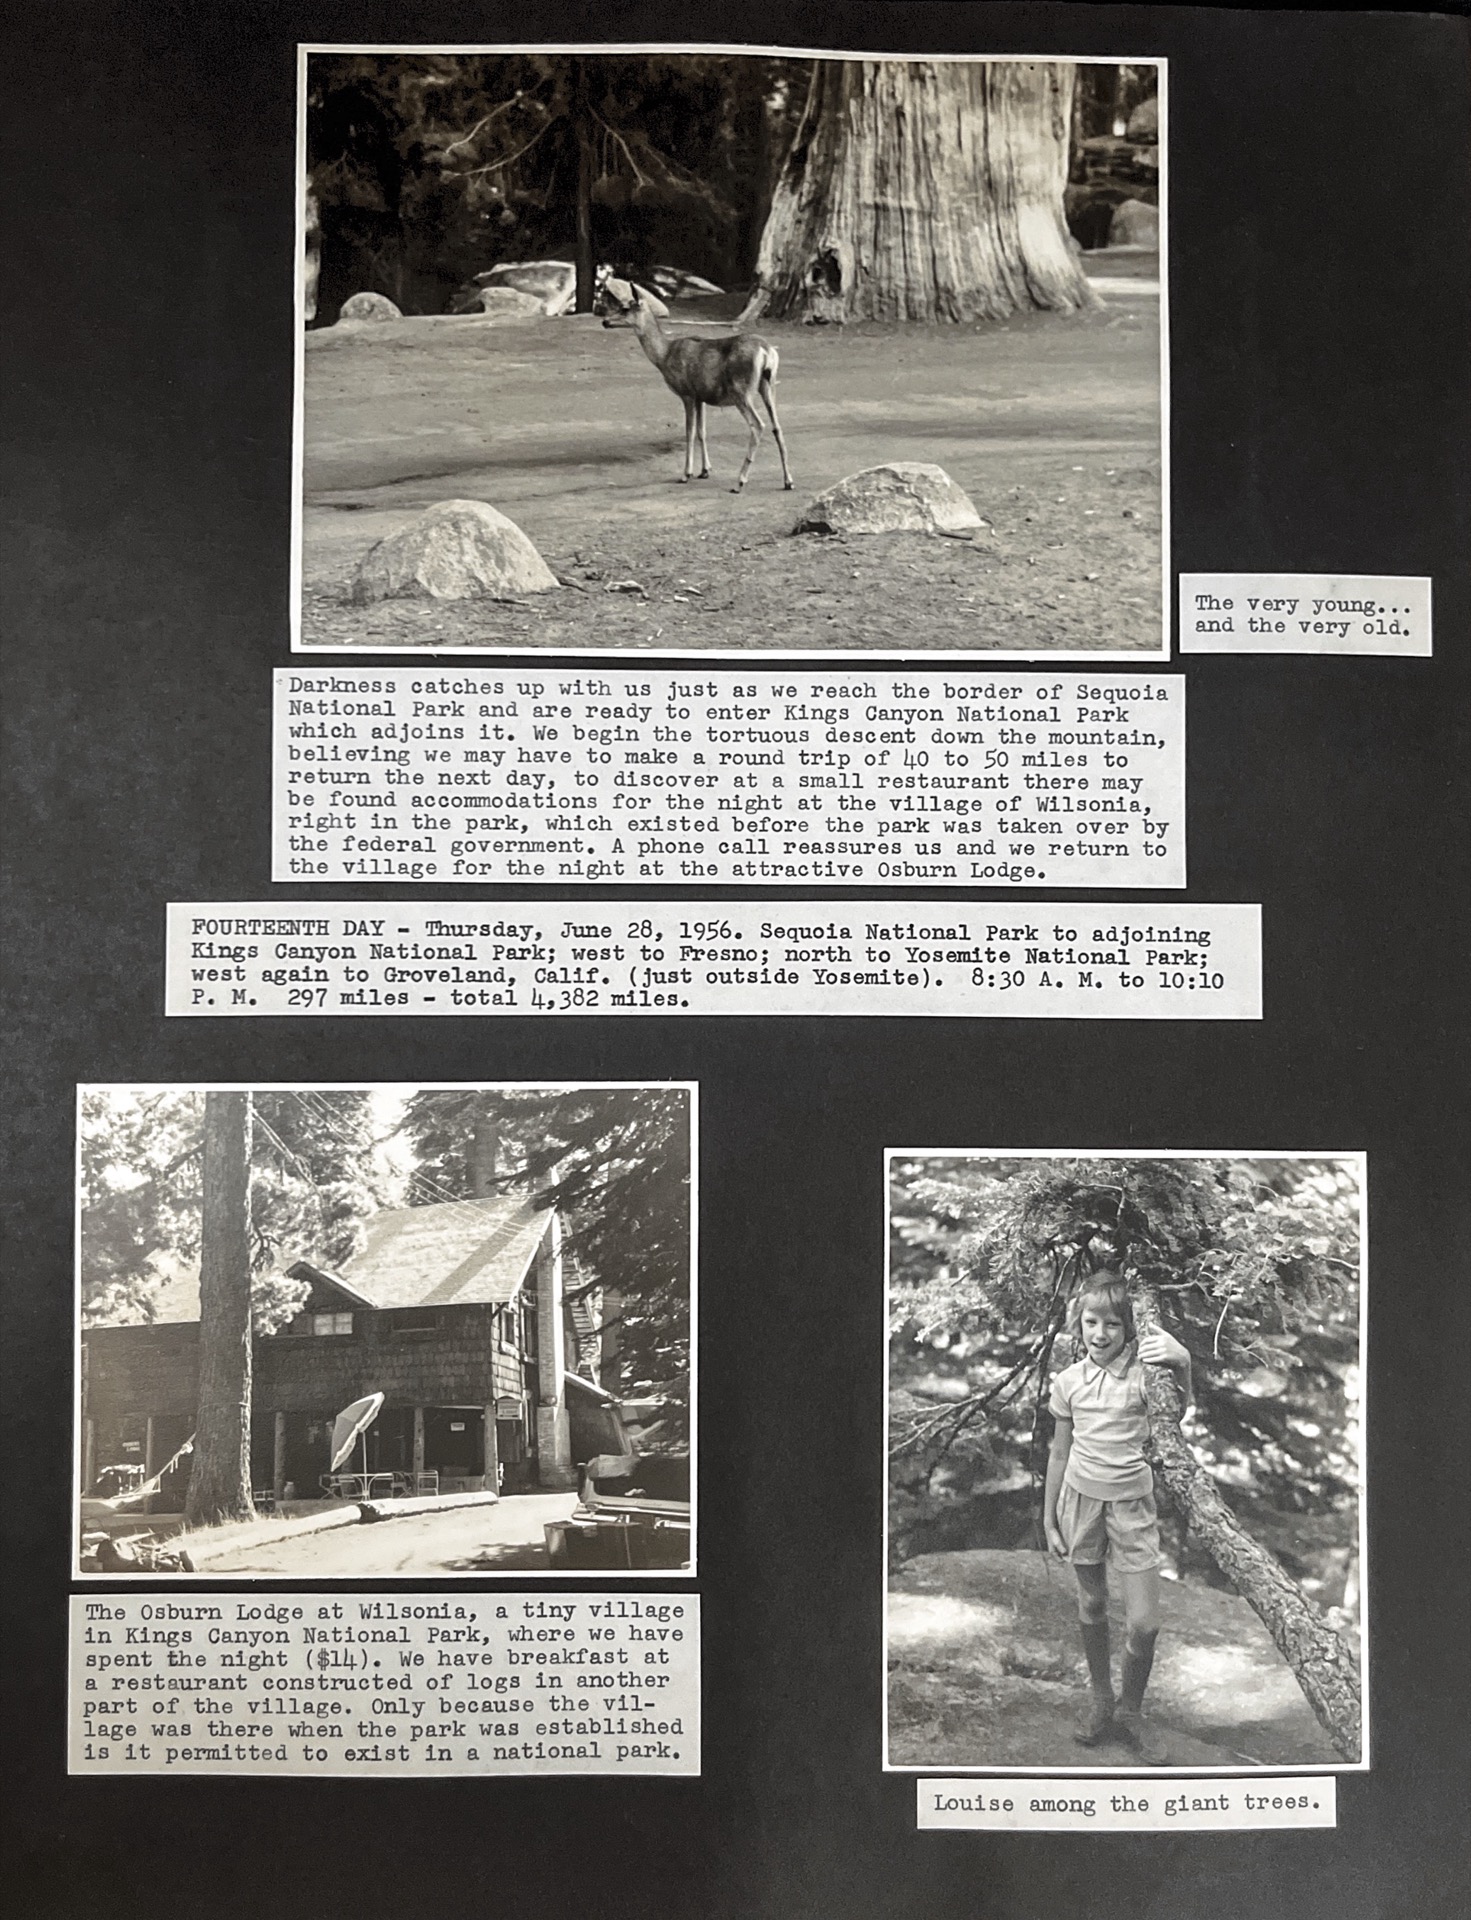 The very young...
and the very old.
Darkness catches up with us just as we reach the border of Sequoia
National Park and are ready to enter Kings Canyon National Park
which adjoins it. We begin the tortuous descent down the mountain,
believing we may have to make a round trip of 40 to 50 miles to
return the next day, to discover at a small restaurant there may
be found accommodations for the night at the village of Wilsonia,
right in the park, which existed before the park was taken over by
the federal government. A phone call reassures us and we return to
the village for the night at the attractive Osburn Lodge.
FOURTEENTH DAY - Thursday, June 28, 1956. Sequoia National Park to adjoining
Kings Canyon National Park; west to Fresno; north to Yosemite National Park;
west again to Groveland, Calif. (just outside Yosemite). 8:30 A. M. to 10:10
P. M. 297 miles - total 4,382 miles.
The Osburn Lodge at Wilsonia, a tiny village
in Kings Canyon National Park, where we have
spent the night ($14). We have breakfast at
a restaurant constructed of logs in another
part of the village. Only because the vil-
lage was there when the park was established
is it permitted to exist in a national park.
Louise among the giant trees.